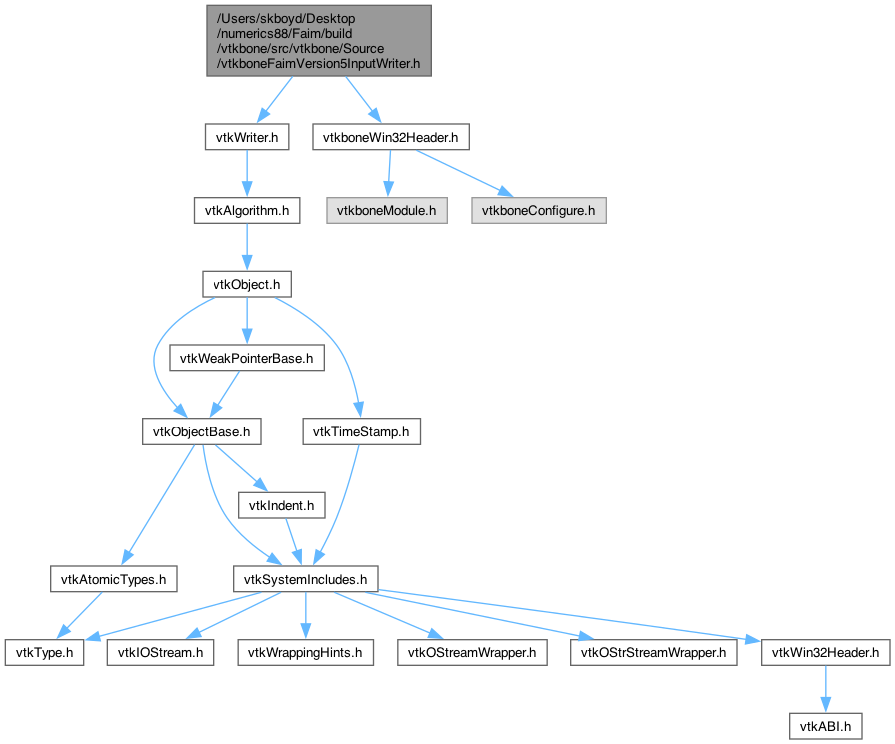 /Users/skboyd/Desktop
/numerics88/Faim/build
/vtkbone/src/vtkbone/Source
/vtkboneFaimVersion5InputWriter.h
vtkWriter.h
vtkboneWin32Header.h
vtkAlgorithm.h
vtkboneModule.h
vtkboneConfigure.h
vtkObject.h
vtkWeakPointerBase.h
vtkObjectBase.h
vtkTimeStamp.h
vtkIndent.h
vtkAtomicTypes.h
vtkSystemIncludes.h
vtkType.h
vtkIOStream.h
vtkWrappingHints.h
vtkOStreamWrapper.h
vtkOStrStreamWrapper.h
vtkWin32Header.h
vtkABI.h